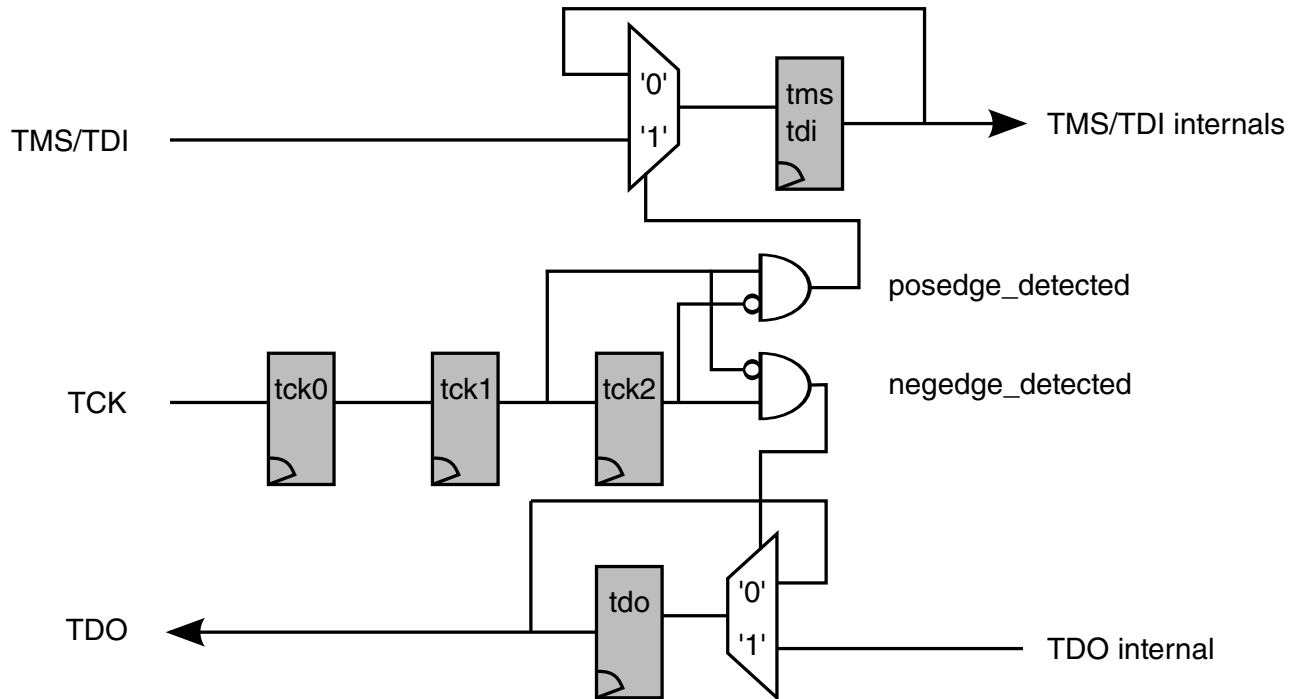 '0'
tms
TMS/TDI
'1'
tdi
TMS/TDI internals
posedge_detected
negedge_detected
TCK
tck0
tck1
tck2
TDO
tdo
'0'
'1'
TDO internal